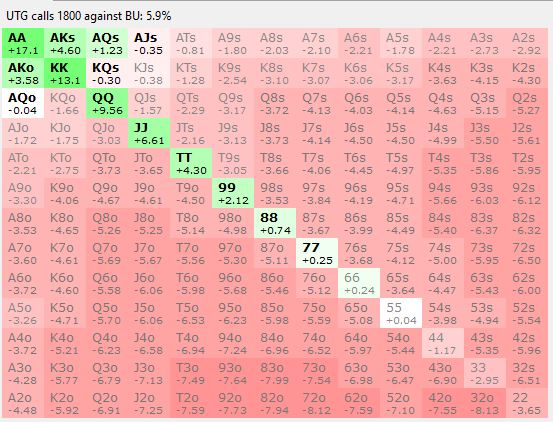 UTG calls 1800 against BU: 5.9%
AA AKs AQs AJs ATs A9s A8s A7s A6s A5s A4s A3s A2s
+17.1 +4.60 +1.23 -0.35 -0.81 -1.80 -2.03 -2.10 -2.21 -1.78 -2.21 -2.73 -2.92
AKo KK KQs KJs KTs K9s K8s K7s K6s K5s K4s K3s K2s
+3.58 +13.1 -0.30 -0.38 -1.28 -2.54 -3.10 -3.07 -3.06 -3.17 -3.63 -4.15 -4.30
AQo KQo QQ QJs QTs Q9s Q8s Q7s Q6s Q5s Q4s Q3s Q2s
-0.04 -1.66 +9.56 -1.57 -2.29 -3.17 -3.72 -4.13 -4.03 -4.14 -4.63 -5.15 -5.27
AJo KJo QJo JJ JTs J9s J8s J7s J6s J5s J4s J3s J2s
-1.72 -1.75 -3.03 +6.61 -2.16 -3.13 -3.73 -4.14 -4.50 -4.50 -4.79 -5.50 -5.61
ATo KTo QTo JTo TT T9s T8s T7s T6s T5s T4s T3s T2s
-2.21 -2.75 -3.73 -3.65 +4.30 -3.05 -3.66 -4.06 -4.45 -4.97 -5.35 -5.86 -5.95
A9o K9o Q9o J9o T9o 99 98s 97s 96s 95s 94s 93s 92s
-3.30 -4.06 -4.67 -4.61 -4.50 +2.12 -3.53 -3.84 -4.19 -4.71 -5.66 -6.03 -6.12
A8o K8o Q8o J8o T8o 98o 88 87s 86s 85s 84s 83s 82s
-3.53 -4.65 -5.26 -5.25 -5.14 -4.98 +0.74 -3.67 -3.99 -4.49 -5.40 -6.37 -6.32
A7o K7o Q7o J7o T7o 97o 87o 77 76s 75s 74s 73s 72s
-3.60 -4.61 -5.69 -5.67 -5.56 -5.30 -5.11 +0.25 -3.68 -4.12 -5.00 -5.95 -6.50
A6o K6o Q6o J6o T6o 96o 86o 76o 66 65s 64s 63s 62s
-3.72 -4.60 -5.58 -6.06 -5.98 -5.68 -5.46 -5.12 +0.24 -3.64 -4.47 -5.43 -6.00
A5o K5o Q5o J5o T5o 95o 85o 75o 65o 55 54s 53s 52s
-3.26 -4.71 -5.70 -6.06 -6.53 -6.23 -5.98 -5.59 -5.08 +0.04 -3.98 -4.94 -5.54
A4o K4o Q4o J4o T4o 94o 84o 74o 64o 54o 44 43s 42s
-3.72 -5.21 -6.23 -6.58 -6.94 -7.24 -6.96 -6.52 -5.97 -5.44 -1.17 -5.35 -5.96
A3o K3o Q3o J3o T3o 93o 83o 73o 63o 53o 43o 33 32s
-4.28 -5.77 -6.79 -7.13 -7.49 -7.64 -7.99 -7.54 -6.98 -6.47 -6.90 -2.95 -6.51
A2o K2o Q2o J2o T2o 92o 82o 72o 62o 52o 42o 32o 22
-4.48 -5.92 -6.91 -7.25 -7.59 -7.73 -7.94 -8.12 -7.59 -7.10 -7.55 -8.13 -3.65